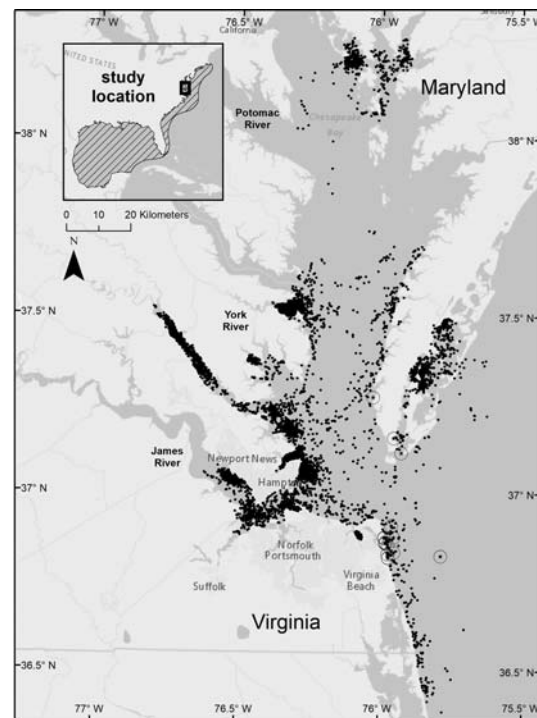 77° W
76.5° W
76° W
75.5° W
California
UNITED STATES
study
location
Maryland
38° N
38° N
Potomac
River
Chesapeake
Bay
0 10 20 Kilometers
N
37.5° N
37.5° N
York
River
James
River
Newport News
Hampton
37° N
37° N
Norfolk
Portsmouth
Virginia
Beach
Suffolk
Virginia
36.5° N
36.5° N
77° W
76.5° W
76° W
75.5° W